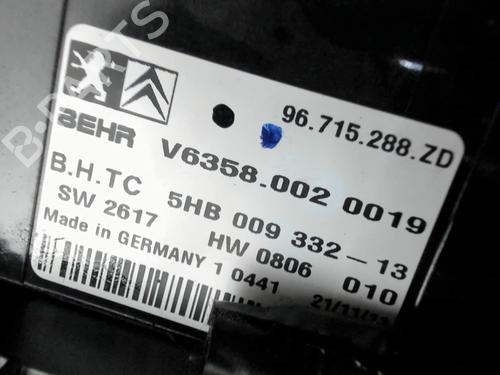 96.715.288.ZD
BEHR V6358.002 0019
B.H.TC 5HB 009 332-13
SW 2617 HW 0806 010
Made in GERMANY 1 0441
B-PARTS